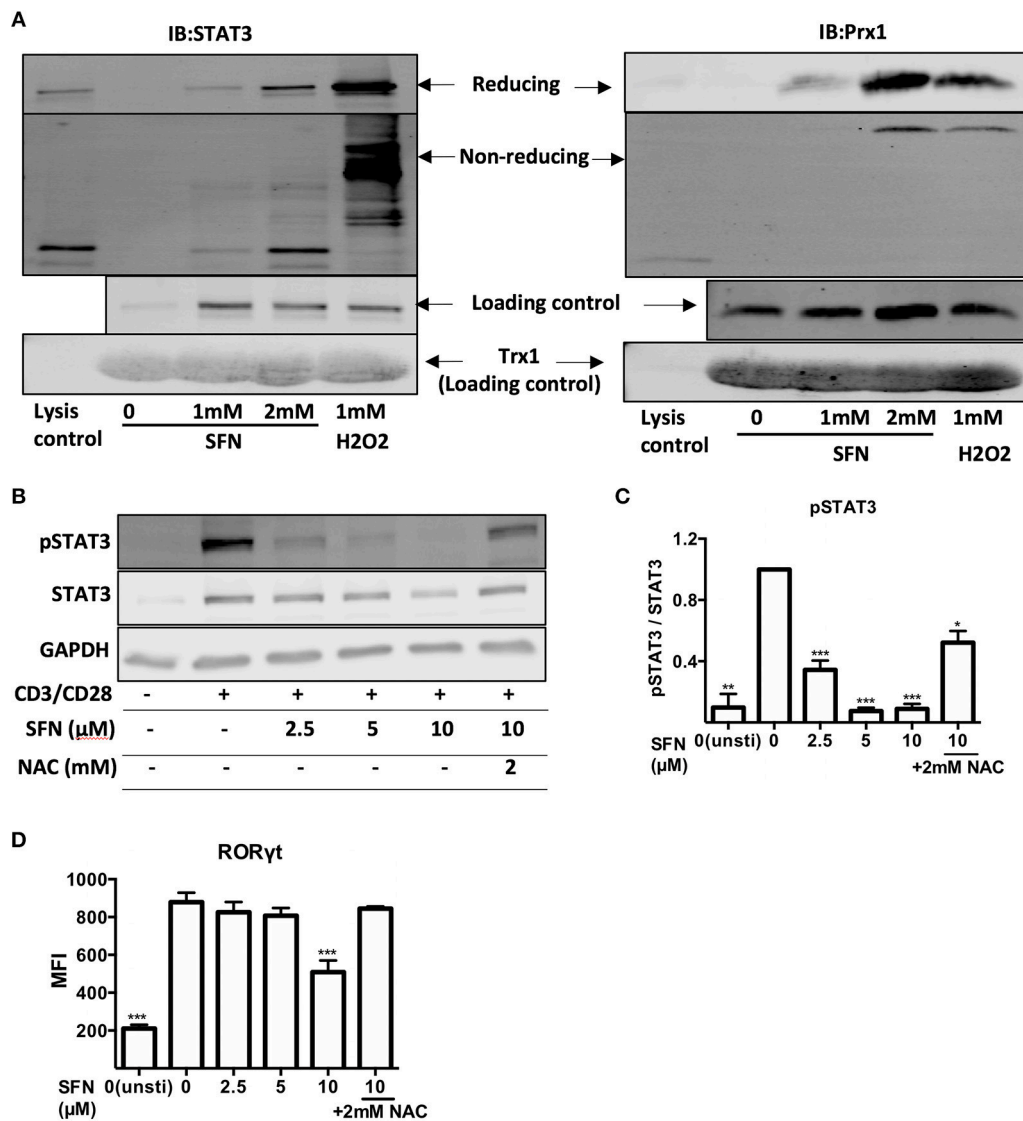 A
IB:STAT3
IB:Prx1
Reducing
Non-reducing
Loading control
Trx1
(Loading control)
Lysis control
0 1mM 2mM 1mM
SFN H2O2
Lysis control
0 1mM 2mM 1mM
SFN H2O2
B
pSTAT3
STAT3
GAPDH
CD3/CD28 - + + + + +
SFN (µM) - - 2.5 5 10 10
NAC (mM) - - - - - 2
C
pSTAT3
pSTAT3 / STAT3
1.2
0.8
0.4
** *** *** *** *
SFN (µM)
0(unsti) 0 2.5 5 10 10
+2mM NAC
D
RORγt
MFI
1000
800
600
400
200
*** ***
SFN (µM)
0(unsti) 0 2.5 5 10 10
+2mM NAC